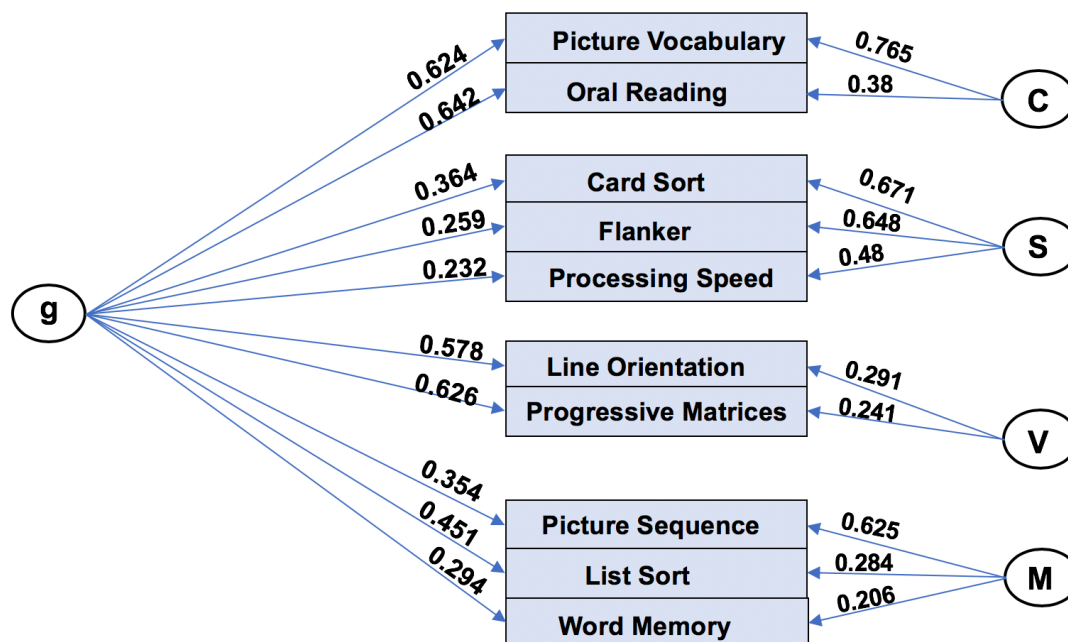 0.624
Picture Vocabulary
0.765
0.642
Oral Reading
0.38
C
0.364
Card Sort
0.671
0.259
Flanker
0.648
S
0.232
Processing Speed
0.48
g
0.578
Line Orientation
0.291
0.626
Progressive Matrices
0.241
V
0.354
Picture Sequence
0.625
0.451
List Sort
0.284
M
0.294
Word Memory
0.206